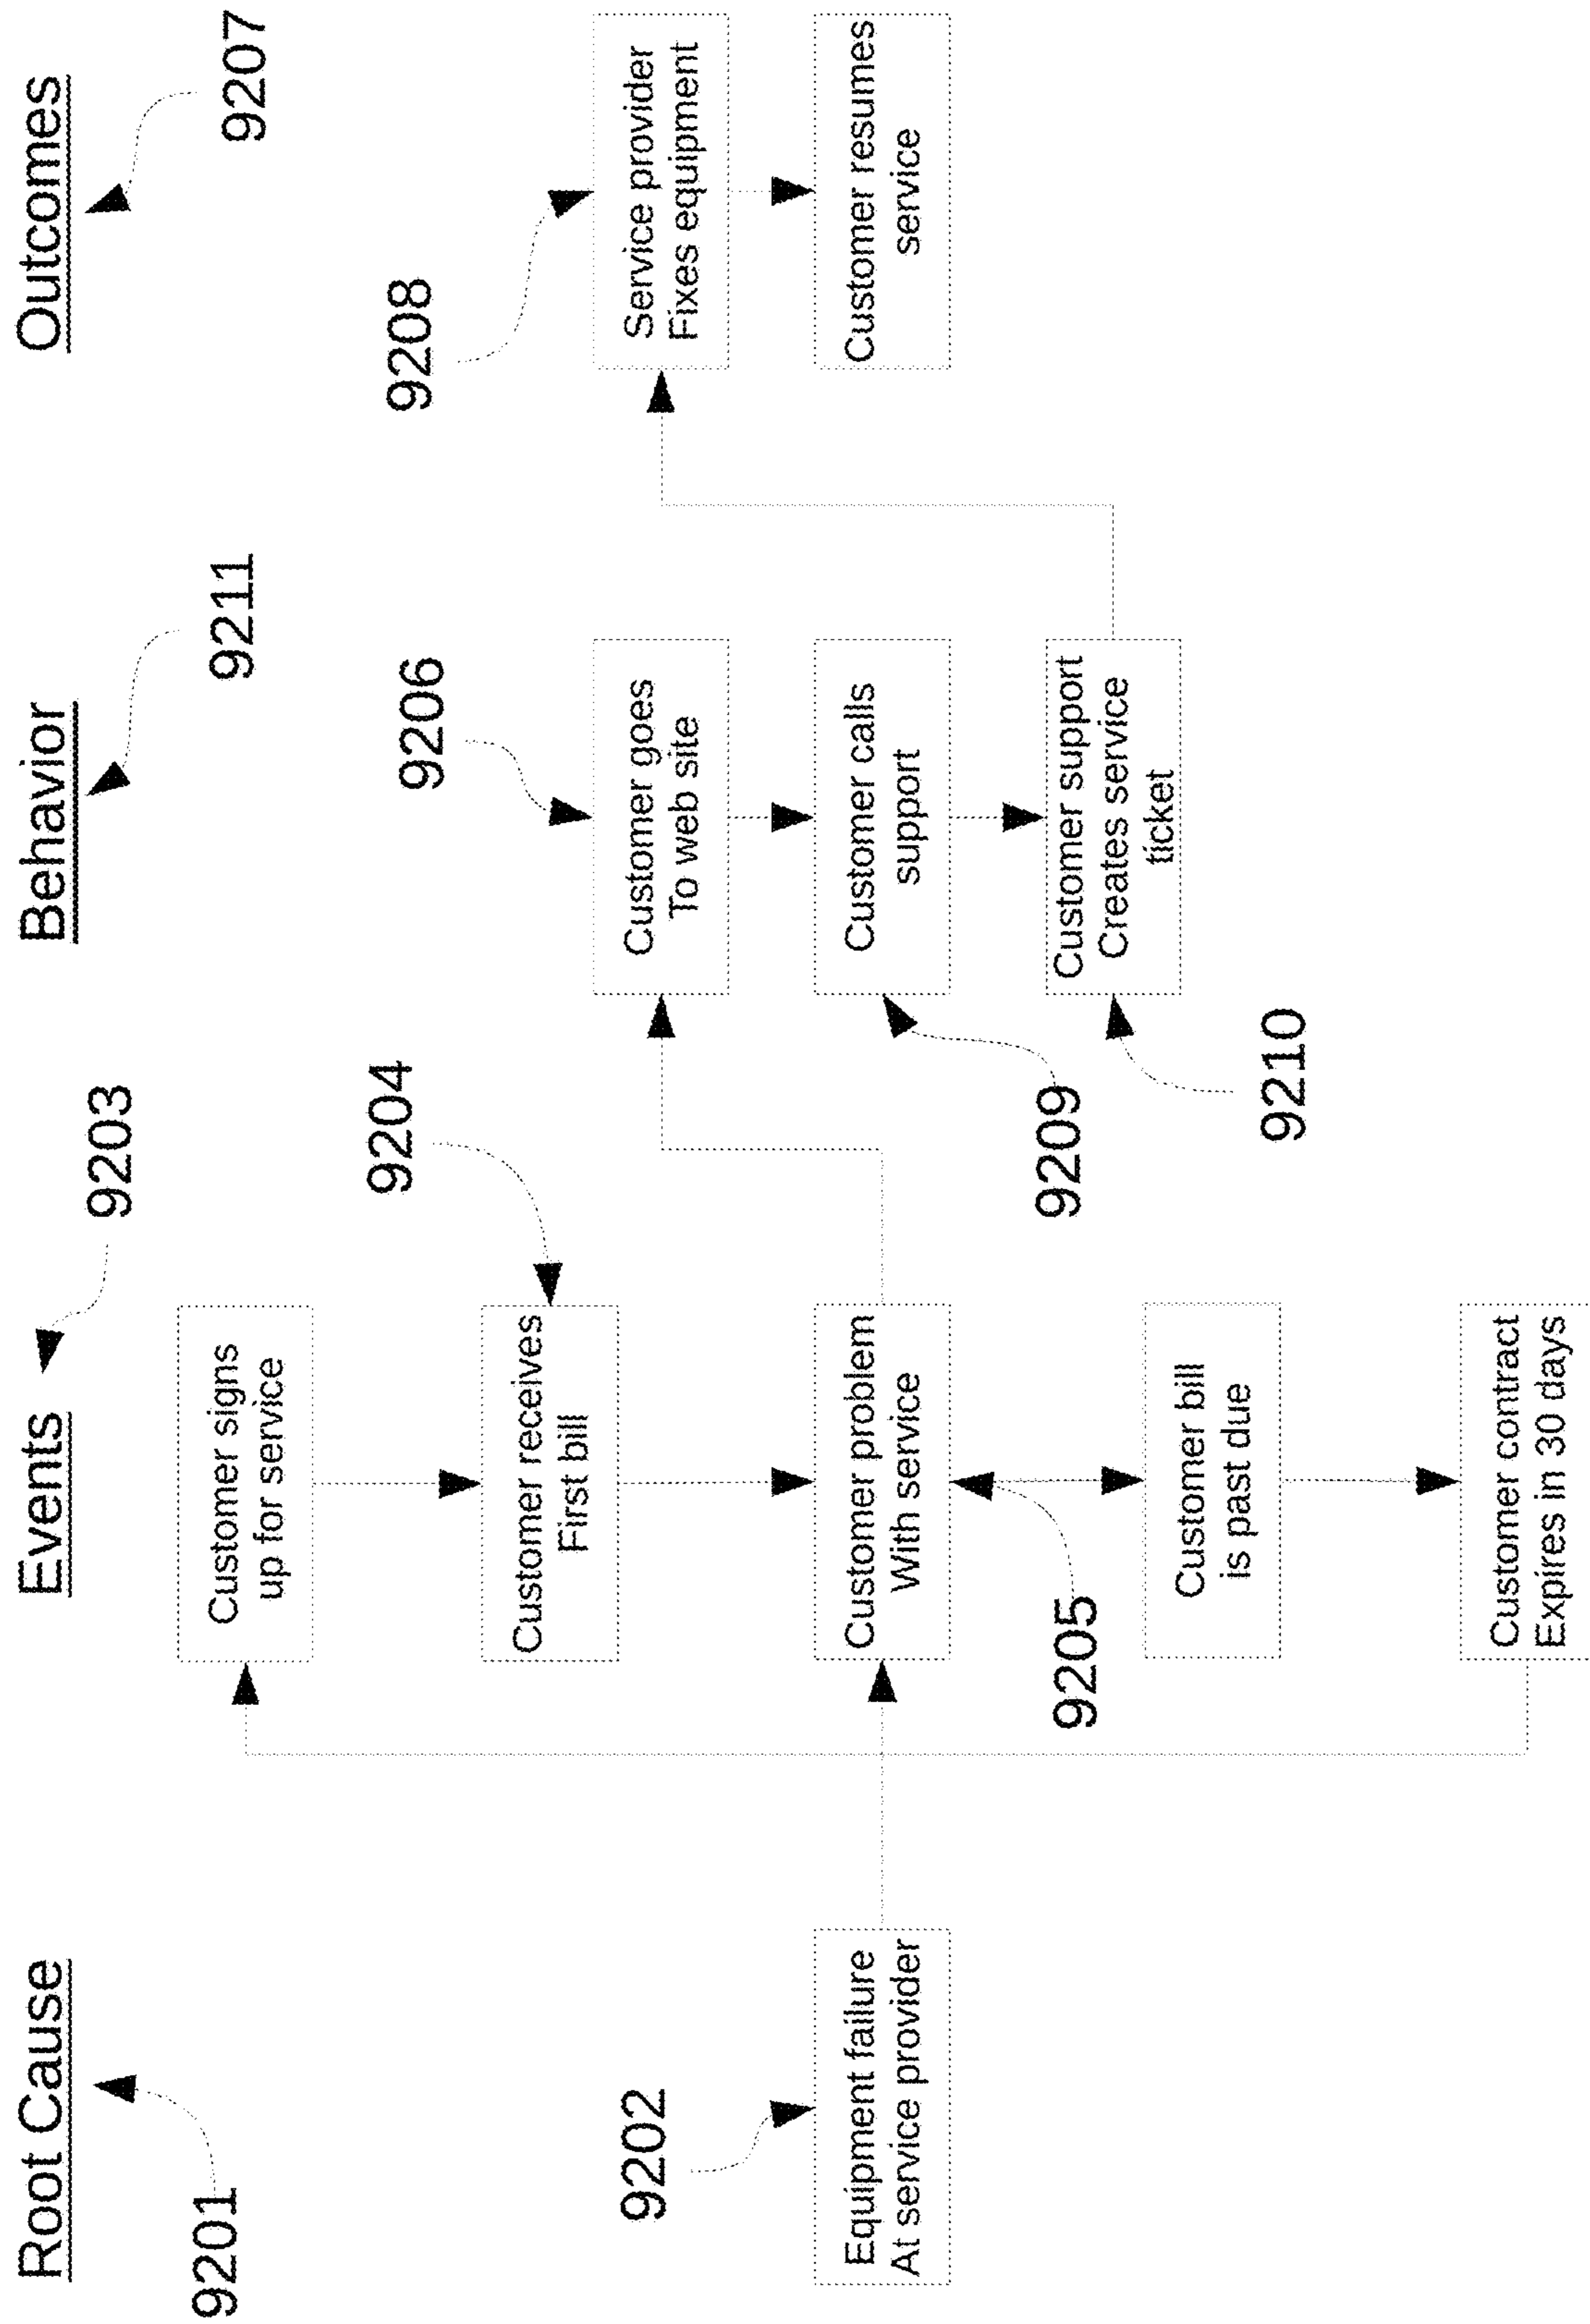 Root Cause
9201
9202
Equipment failure
At service provider
Events
9203
Customer signs
up for service
9204
Customer receives
First bill
Customer problem
With service
9205
Customer bill
is past due
Customer contract
Expires in 30 days
Behavior
9211
9206
Customer goes
To web site
Customer calls
support
9209
Customer support
Creates service
ticket
9210
Outcomes
9207
9208
Service provider
Fixes equipment
Customer resumes
service